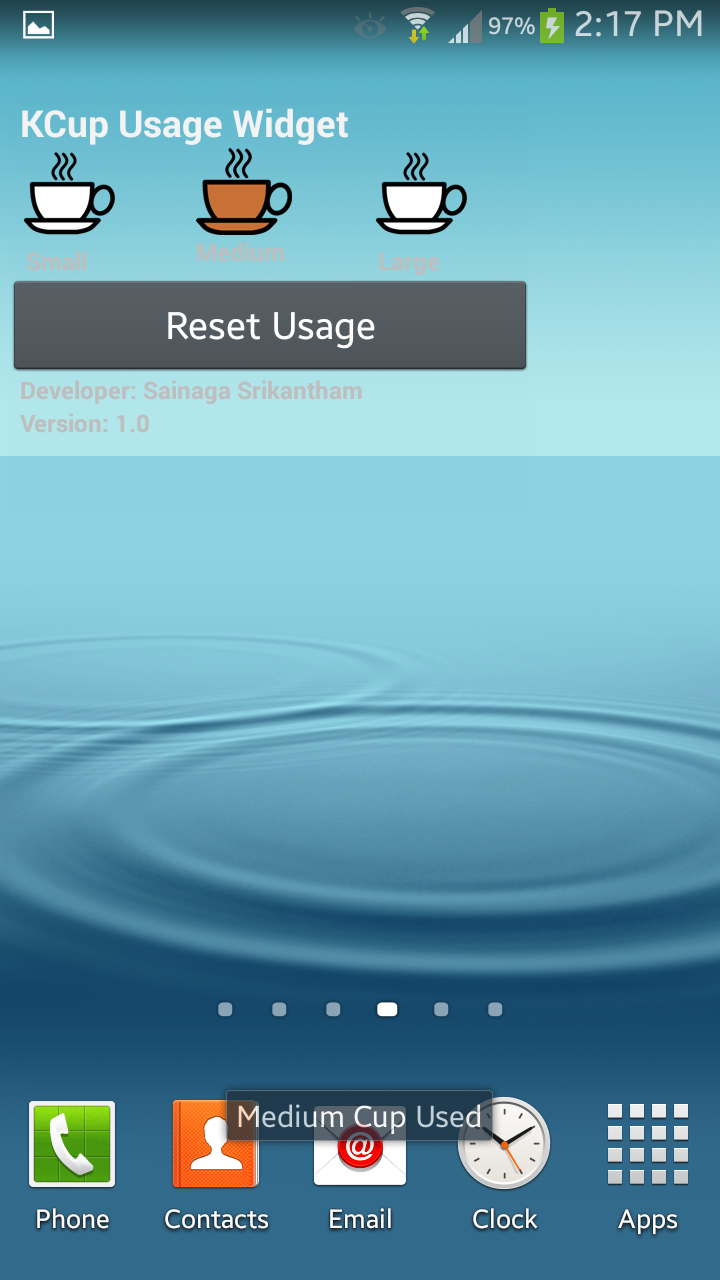 97% 2:17 PM
KCup Usage Widget
Small Medium Large
Reset Usage
Developer: Sainaga Srikantham
Version: 1.0
Medium Cup Used
@
Phone Contacts Email Clock Apps